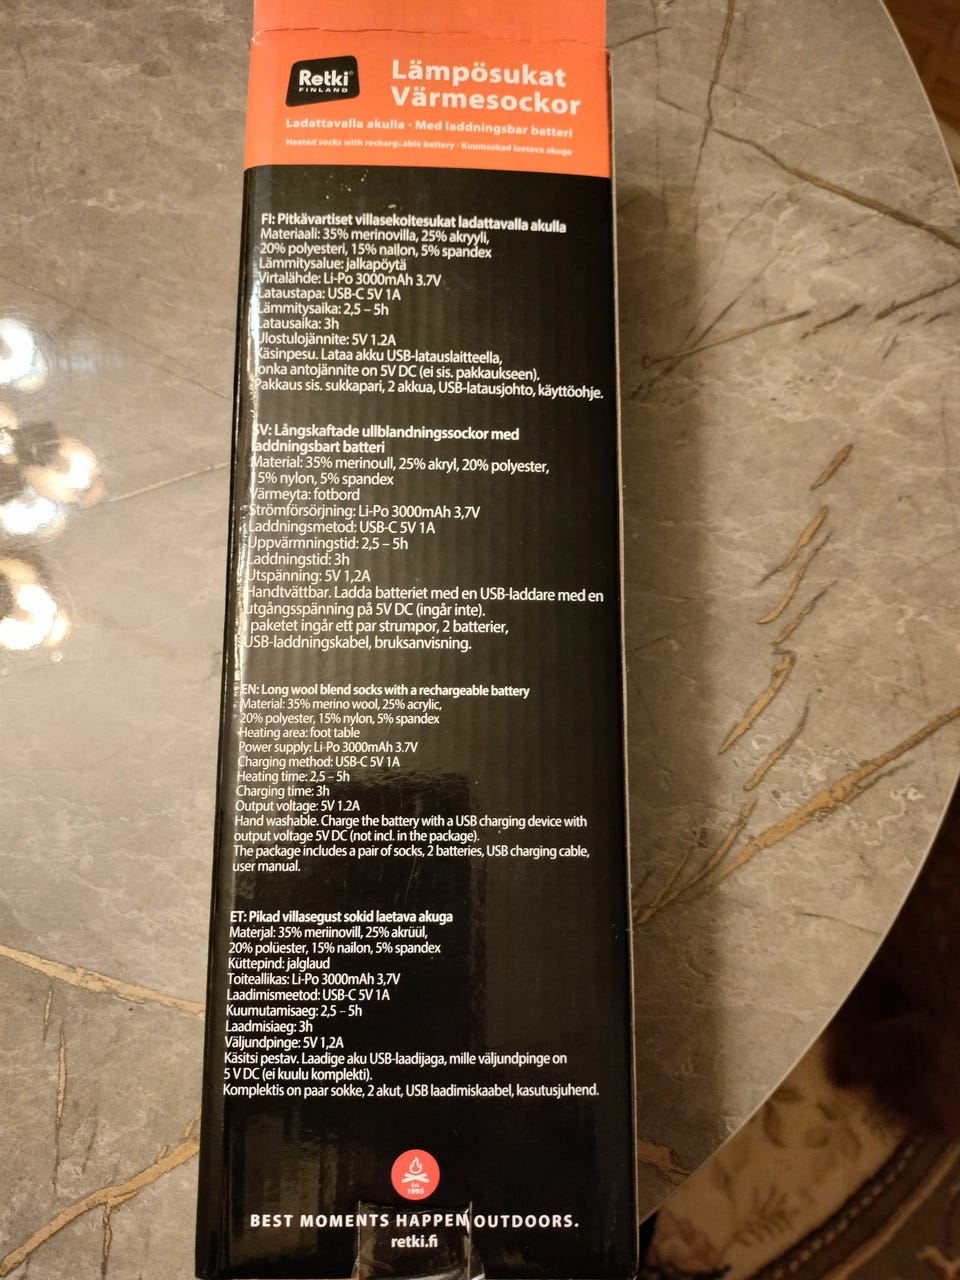 Retki
FINLAND
Lämpösukat
Värmesockor
Ladattavalla akulla · Med laddningsbar batteri
Heated socks with rechargeable battery · Kuumsukad laetava akuga
FI: Pitkävartiset villasekoitesukat ladattavalla akulla
Materiaali: 35% merinovilla, 25% akryyli,
20% polyesteri, 15% nailon, 5% spandex
Lämmitysalue: jalkapöytä
Virtalähde: Li-Po 3000mAh 3.7V
Lataustapa: USB-C 5V 1A
Lämmitysaika: 2,5 – 5h
Latausaika: 3h
Ulostulojännite: 5V 1.2A
Käsinpesu. Lataa akku USB-latauslaitteella,
jonka antojännite on 5V DC (ei sis. pakkaukseen).
Pakkaus sis. sukkapari, 2 akkua, USB-latausjohto, käyttöohje.
SV: Långskaftade ullblandningssockor med
laddningsbart batteri
Material: 35% merinoull, 25% akryl, 20% polyester,
15% nylon, 5% spandex
Värmeyta: fotbord
Strömförsörjning: Li-Po 3000mAh 3,7V
Laddningsmetod: USB-C 5V 1A
Uppvärmningstid: 2,5 – 5h
Laddningstid: 3h
Utspänning: 5V 1,2A
Handtvättbar. Ladda batteriet med en USB-laddare med en
utgångsspänning på 5V DC (ingår inte).
I paketet ingår ett par strumpor, 2 batterier,
USB-laddningskabel, bruksanvisning.
EN: Long wool blend socks with a rechargeable battery
Material: 35% merino wool, 25% acrylic,
20% polyester, 15% nylon, 5% spandex
Heating area: foot table
Power supply: Li-Po 3000mAh 3.7V
Charging method: USB-C 5V 1A
Heating time: 2,5 – 5h
Charging time: 3h
Output voltage: 5V 1.2A
Hand washable. Charge the battery with a USB charging device with
output voltage 5V DC (not incl. in the package).
The package includes a pair of socks, 2 batteries, USB charging cable,
user manual.
ET: Pikad villasegust sokid laetava akuga
Materjal: 35% meriinovill, 25% akrüül,
20% polüester, 15% nailon, 5% spandex
Küttepind: jalglaud
Toiteallikas: Li-Po 3000mAh 3,7V
Laadimismeetod: USB-C 5V 1A
Kuumutamisaeg: 2,5 – 5h
Laadmisiaeg: 3h
Väljundpinge: 5V 1,2A
Käsitsi pestav. Laadige aku USB-laadijaga, mille väljundpinge on
5 V DC (ei kuulu komplekti).
Komplektis on paar sokke, 2 akut, USB laadimiskaabel, kasutusjuhend.
Est.
1995
BEST MOMENTS HAPPEN OUTDOORS.
retki.fi